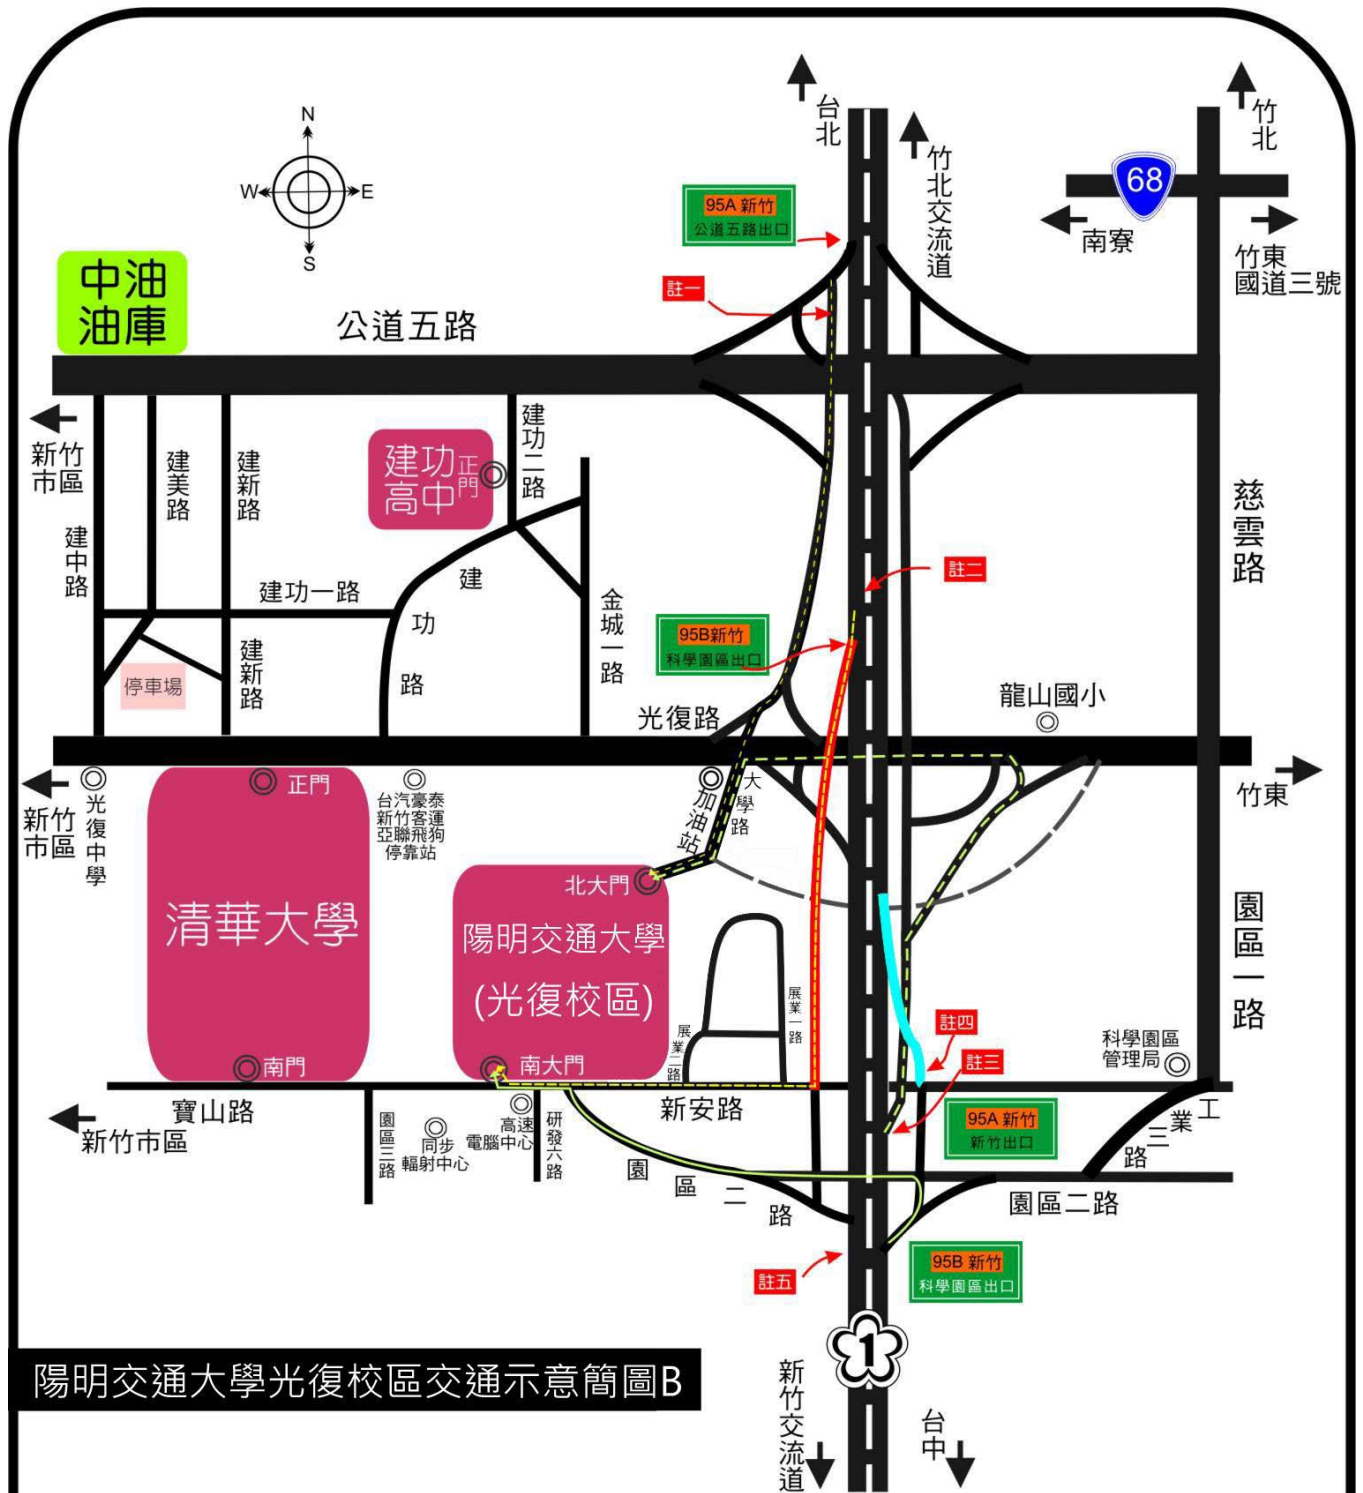 N
W
E
S
台北
竹北交流道
竹北
68
南寮
竹東
國道三號
95A 新竹
公道五路出口
註一
中油
油庫
公道五路
新竹
市區
建中路
建美路
建新路
建功
高中
正門
建功二路
慈雲路
註二
建功一路
建功路
金城一路
95B新竹
科學園區出口
建新路
停車場
光復路
龍山國小
新竹
市區
光復中學
正門
台汽豪泰
新竹客運
亞聯飛狗
停靠站
加油站
大學路
竹東
清華大學
北大門
陽明交通大學
(光復校區)
園區一路
展業一路
展業二路
南門
南大門
註四
註三
科學園區
管理局
寶山路
新竹市區
園區三路
同步
輻射中心
高速
電腦中心
研發六路
新安路
95A 新竹
新竹出口
工業三路
園區二路
園區二路
註五
95B 新竹
科學園區出口
1
陽明交通大學光復校區交通示意簡圖B
新竹交流道
台中